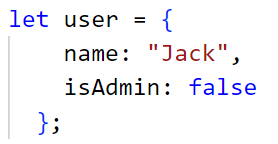 let user = {
    name: "Jack",
    isAdmin: false
  };